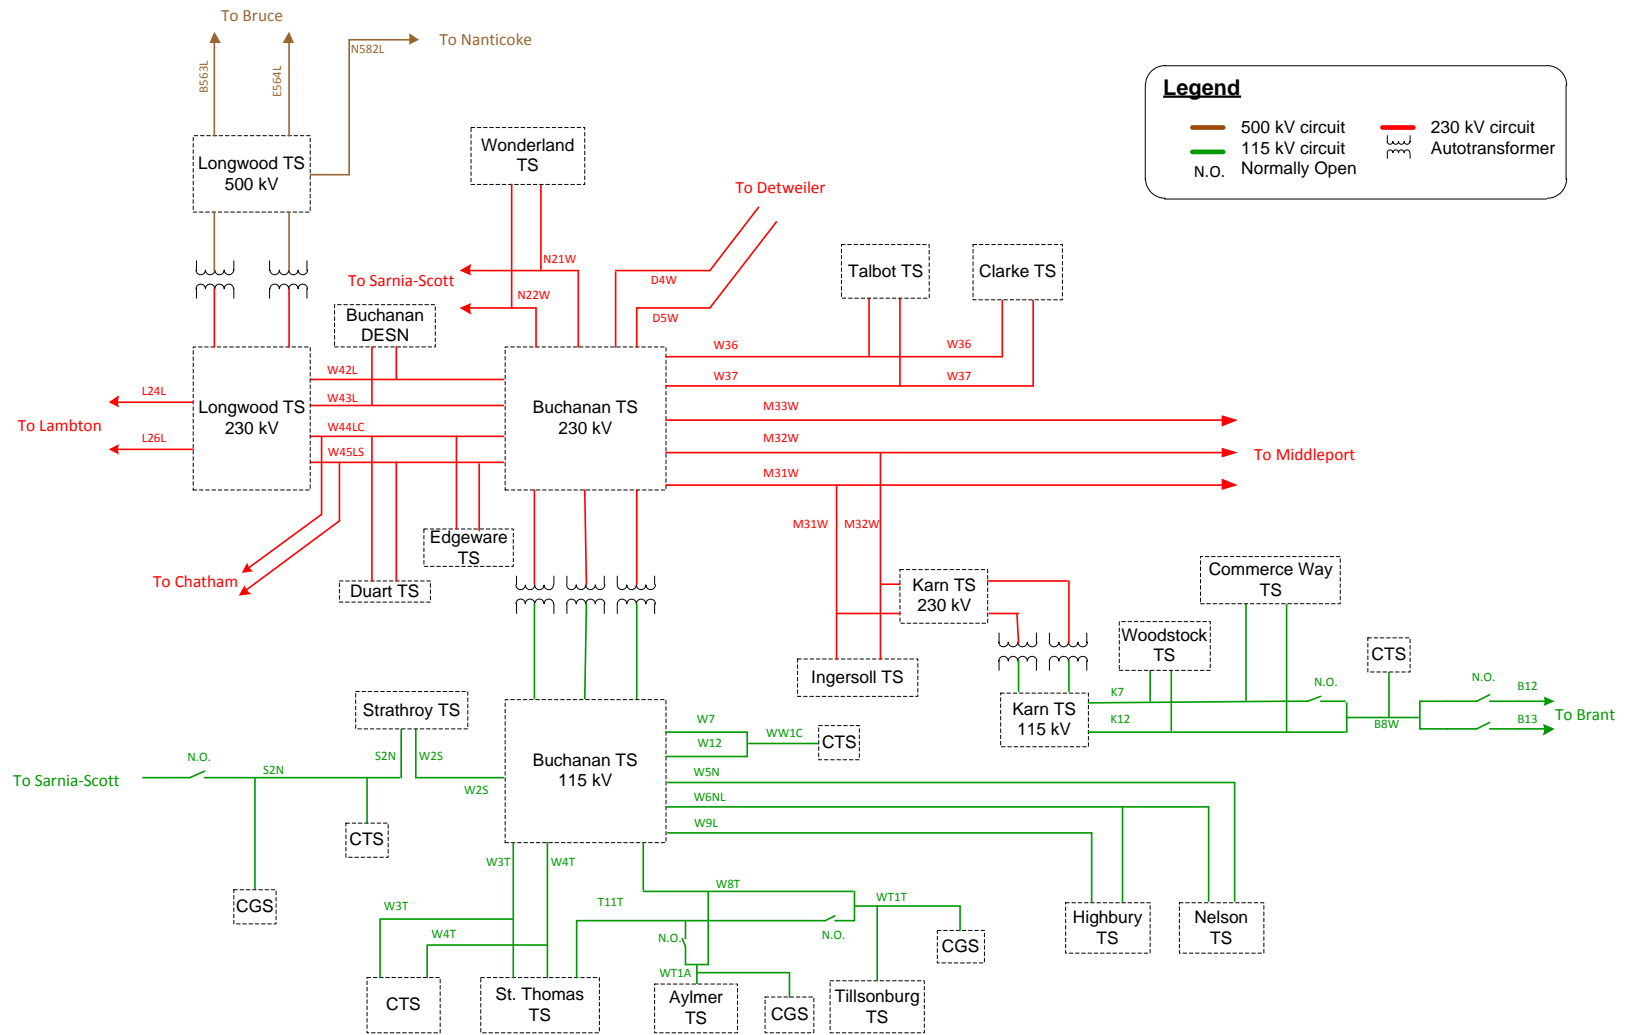 To Bruce
To Nanticoke
N582L
B563L
E564L
Legend
500 kV circuit
230 kV circuit
115 kV circuit
Autotransformer
N.O.
Normally Open
Longwood TS
500 kV
Wonderland
TS
To Detweiler
N21W
To Sarnia-Scott
N22W
D4W
D5W
Talbot TS
Clarke TS
Buchanan
DESN
W36
W36
W37
W37
W42L
W43L
W44LC
W45LS
L24L
L26L
To Lambton
Longwood TS
230 kV
Buchanan TS
230 kV
M33W
M32W
M31W
To Middleport
M31W
M32W
Edgeware
TS
To Chatham
Duart TS
Karn TS
230 kV
Commerce Way
TS
Woodstock
TS
CTS
Ingersoll TS
Karn TS
115 kV
K7
K12
N.O.
N.O.
B12
B13
B8W
To Brant
Strathroy TS
Buchanan TS
115 kV
W7
W12
WW1C
CTS
To Sarnia-Scott
N.O.
S2N
S2N
W2S
W2S
W5N
W6NL
W9L
CTS
CGS
W3T
W4T
W3T
W4T
W8T
T11T
WT1T
N.O.
N.O.
WT1A
CTS
St. Thomas
TS
Aylmer
TS
CGS
Tillsonburg
TS
CGS
Highbury
TS
Nelson
TS